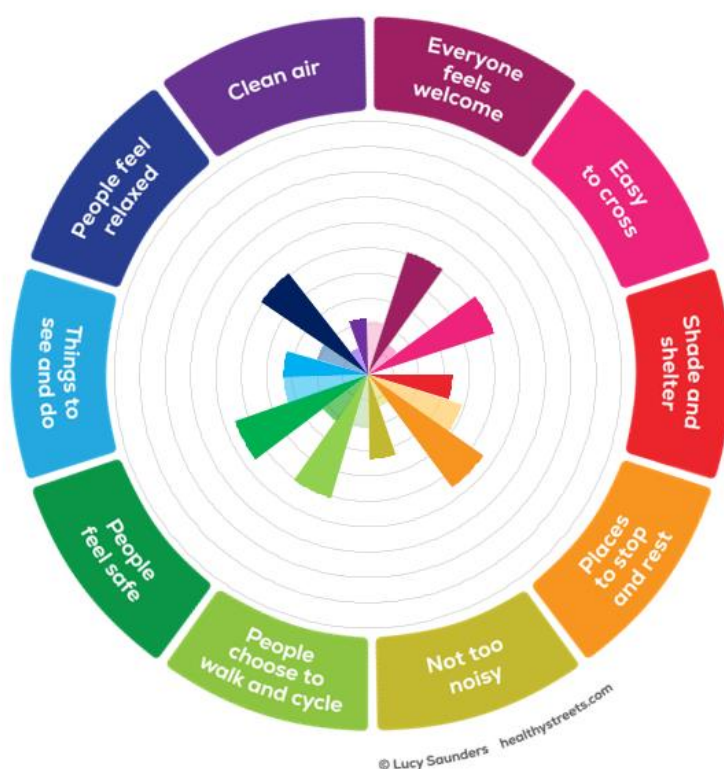 Clean air
Everyone
feels
welcome
Easy
to cross
Shade and
shelter
Places
to stop
and rest
Not too
noisy
People
choose to
walk and cycle
People
feel safe
Things to
see and do
People feel
relaxed
© Lucy Saunders healthystreets.com